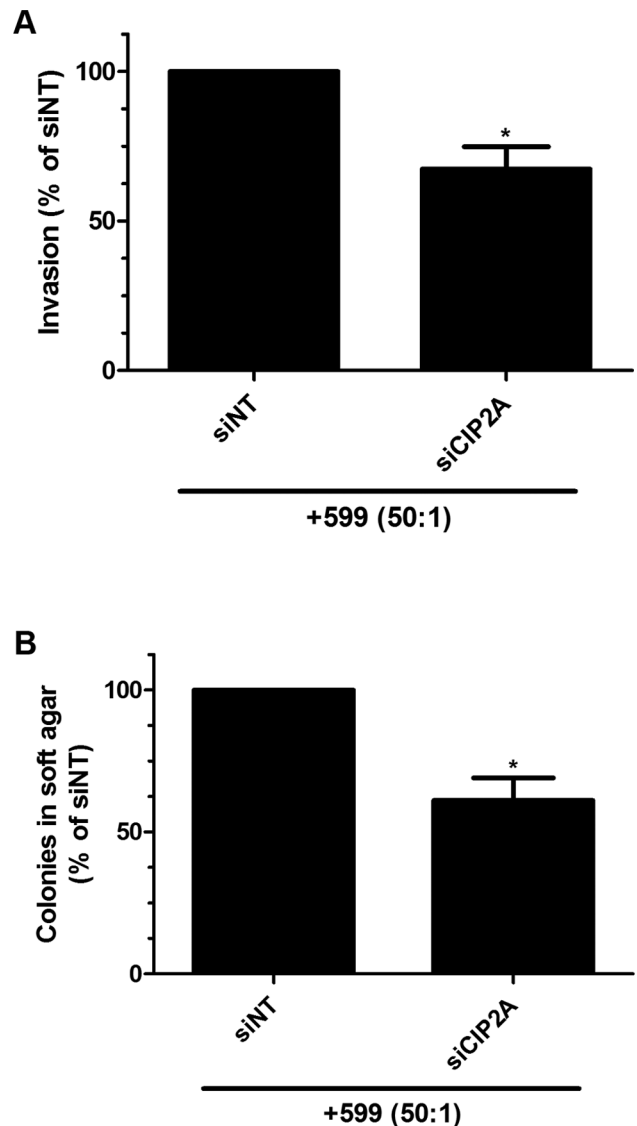 A
Invasion (% of siNT)
100
50
0
*
siNT
siCIP2A
+599 (50:1)
B
Colonies in soft agar
(% of siNT)
100
50
0
*
siNT
siCIP2A
+599 (50:1)